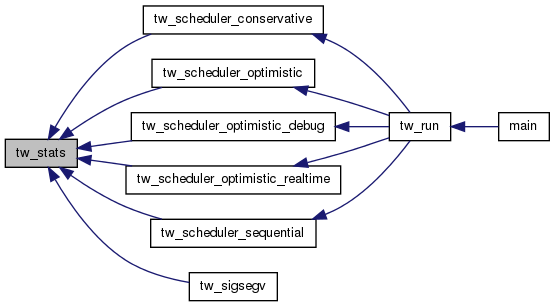 tw_scheduler_conservative
tw_scheduler_optimistic
tw_scheduler_optimistic_debug
tw_run
main
tw_stats
tw_scheduler_optimistic_realtime
tw_scheduler_sequential
tw_sigsegv